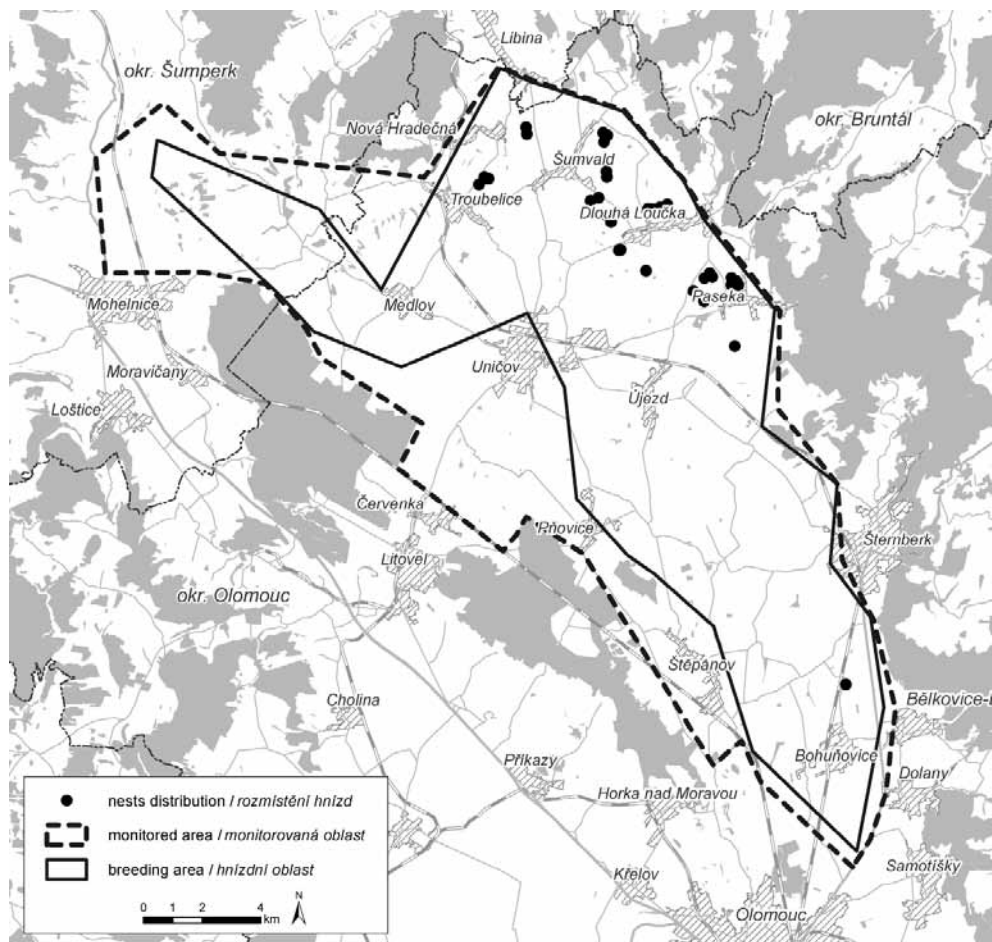 Libina
okr. Šumperk
okr. Bruntál
Nová Hradečná
Šumvald
Troubelice
Dlouhá Loučka
Paseka
Mohelnice
Medlov
Uničov
Moravičany
Újezd
Loštice
Červenka
Pňovice
Šternberk
Litovel
okr. Olomouc
Štěpánov
Cholina
Bělkovice-L
Bohuňovice
Příkazy
Dolany
Horka nad Moravou
nests distribution / rozmístění hnízd
monitored area / monitorovaná oblast
breeding area / hnízdní oblast
Křelov
Samotíšky
N
0 1 2 4
km
Olomouc